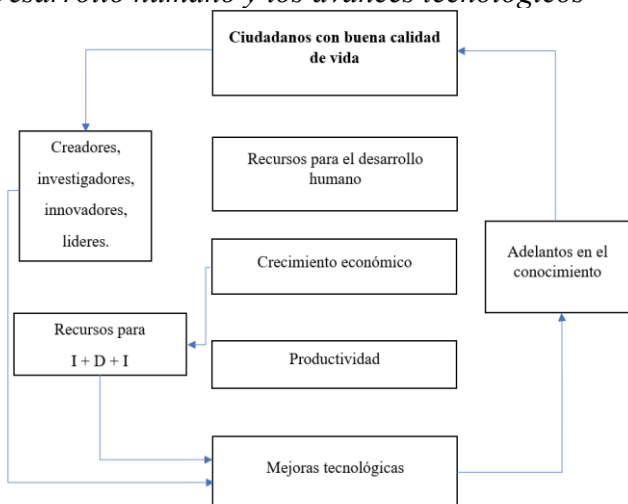 desarrollo humano y los avances tecnológicos
Ciudadanos con buena calidad
de vida
Creadores,
investigadores,
innovadores,
lideres.
Recursos para el desarrollo
humano
Adelantos en el
conocimiento
Crecimiento económico
Recursos para
I + D + I
Productividad
Mejoras tecnológicas